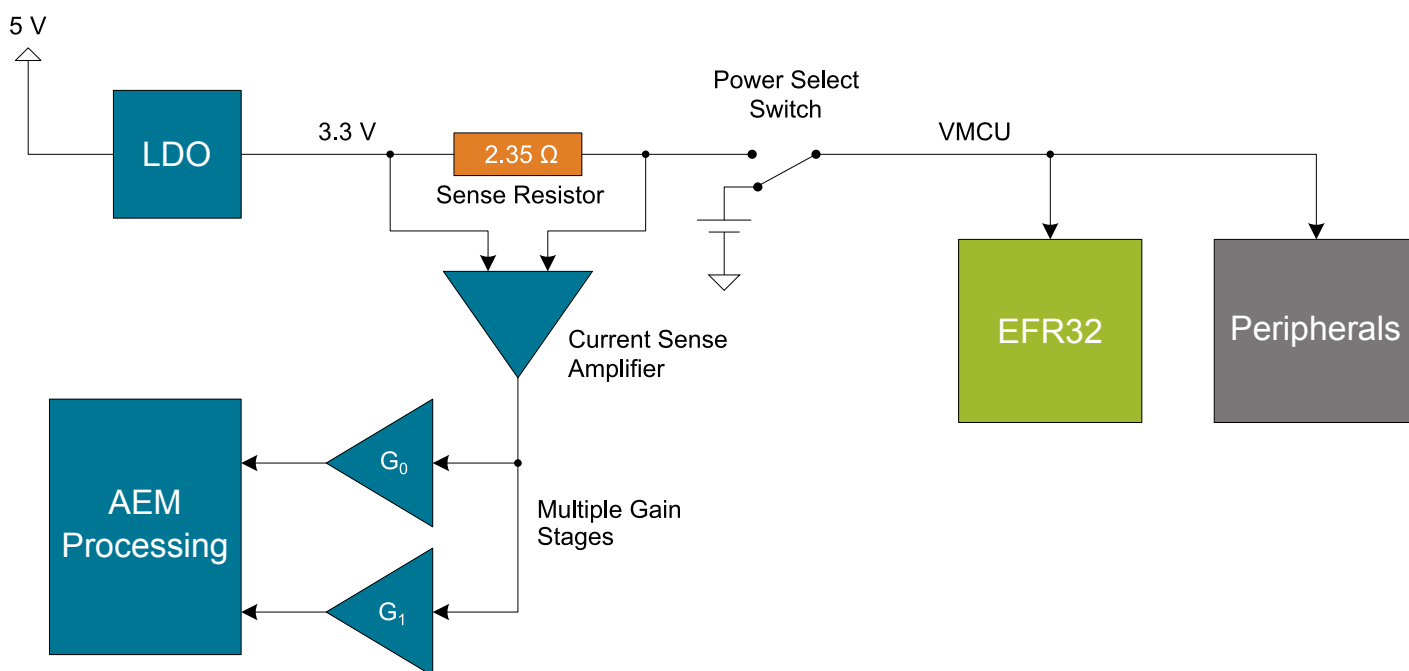 5 V
Power Select
Switch
LDO
3.3 V
2.35 Ω
VMCU
Sense Resistor
EFR32
Peripherals
Current Sense
Amplifier
G₀
AEM
Processing
Multiple Gain
Stages
G₁